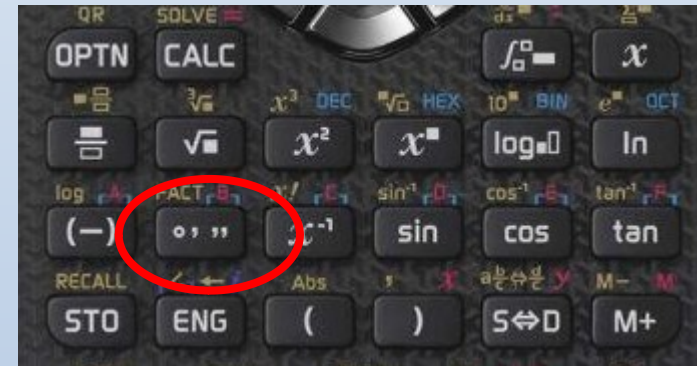 QR SOLVE =
OPTN CALC x
x³ DEC HEX 10 BIN e OCT
x² x log ln
log A FACT B x! C sin⁻¹ D cos⁻¹ E tan⁻¹ F
(−) ° ’ ” x⁻¹ sin cos tan
RECALL ← i Abs , x a b/c⇔d/c y M− M
STO ENG ( ) S⇔D M+